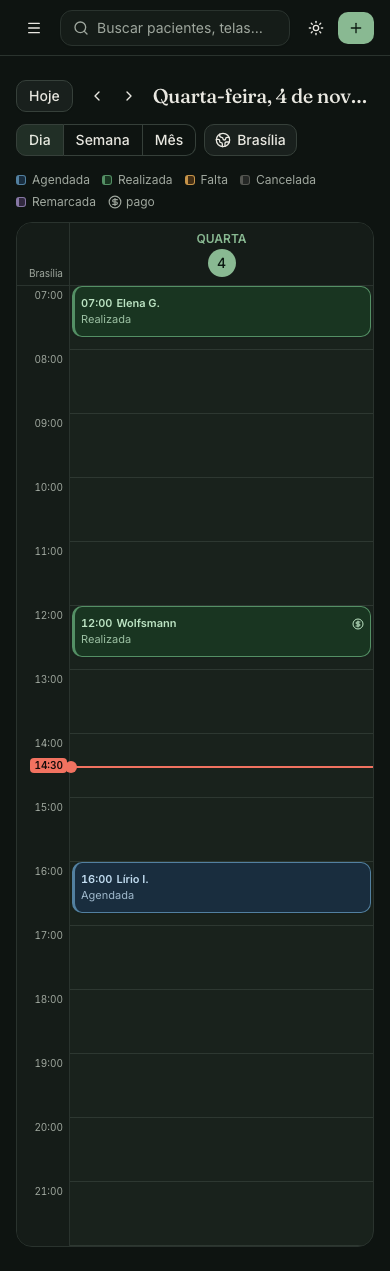 Buscar pacientes, telas...
Hoje
Quarta-feira, 4 de nov...
Dia Semana Mês Brasília
Agendada Realizada Falta Cancelada
Remarcada pago
QUARTA
4
Brasília
07:00
07:00 Elena G.
Realizada
08:00
09:00
10:00
11:00
12:00
12:00 Wolfsmann
Realizada
13:00
14:00
14:30
15:00
16:00
16:00 Lírio I.
Agendada
17:00
18:00
19:00
20:00
21:00